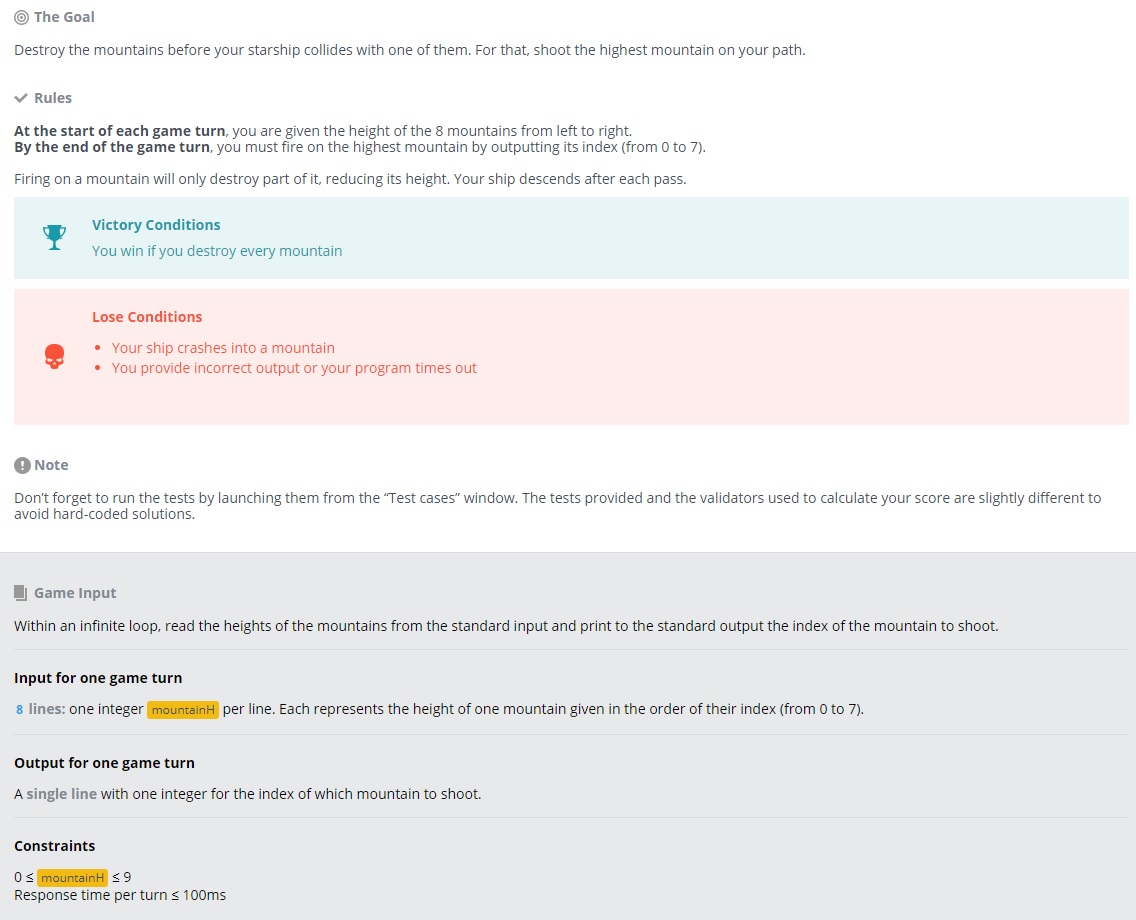 The Goal
Destroy the mountains before your starship collides with one of them. For that, shoot the highest mountain on your path.
Rules
At the start of each game turn, you are given the height of the 8 mountains from left to right.
By the end of the game turn, you must fire on the highest mountain by outputting its index (from 0 to 7).
Firing on a mountain will only destroy part of it, reducing its height. Your ship descends after each pass.
Victory Conditions
You win if you destroy every mountain
Lose Conditions
• Your ship crashes into a mountain
• You provide incorrect output or your program times out
Note
Don’t forget to run the tests by launching them from the “Test cases” window. The tests provided and the validators used to calculate your score are slightly different to
avoid hard-coded solutions.
Game Input
Within an infinite loop, read the heights of the mountains from the standard input and print to the standard output the index of the mountain to shoot.
Input for one game turn
8 lines: one integer mountainH per line. Each represents the height of one mountain given in the order of their index (from 0 to 7).
Output for one game turn
A single line with one integer for the index of which mountain to shoot.
Constraints
0 ≤ mountainH ≤ 9
Response time per turn ≤ 100ms